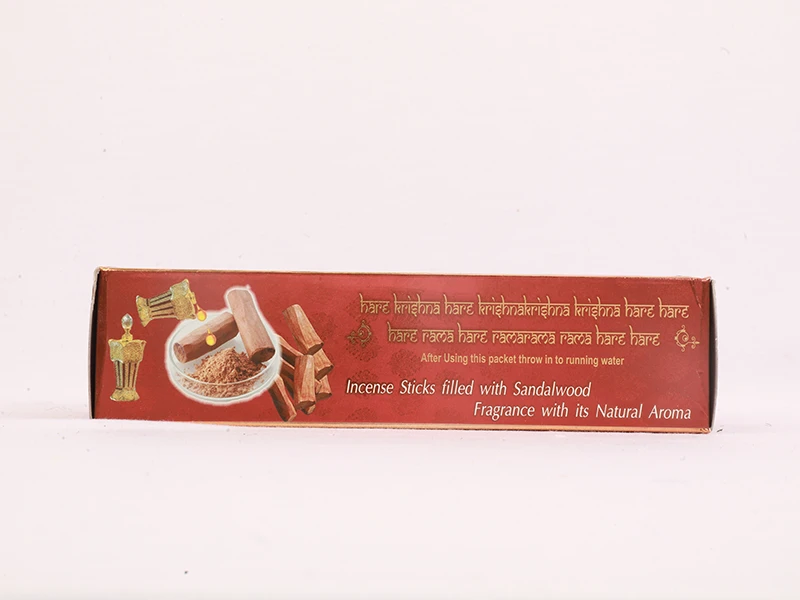 hare krishna hare krishnakrishna krishna hare hare
hare rama hare ramarama rama hare hare
After Using this packet throw in to running water
Incense Sticks filled with Sandalwood
Fragrance with its Natural Aroma